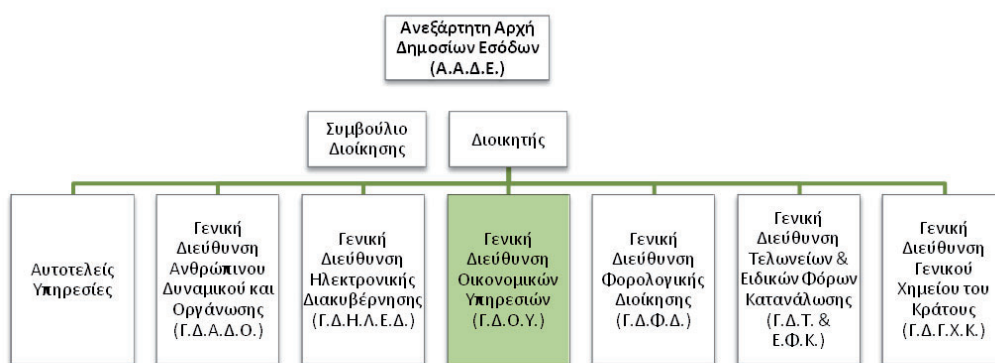 Ανεξάρτητη Αρχή
Δημοσίων Εσόδων
(Α.Α.Δ.Ε.)
Συμβούλιο
Διοίκησης
Διοικητής
Αυτοτελείς
Υπηρεσίες
Γενική
Διεύθυνση
Ανθρώπινου
Δυναμικού και
Οργάνωσης
(Γ.Δ.Α.Δ.Ο.)
Γενική
Διεύθυνση
Ηλεκτρονικής
Διακυβέρνησης
(Γ.Δ.Η.Λ.Ε.Δ.)
Γενική
Διεύθυνση
Οικονομικών
Υπηρεσιών
(Γ.Δ.Ο.Υ.)
Γενική
Διεύθυνση
Φορολογικής
Διοίκησης
(Γ.Δ.Φ.Δ.)
Γενική
Διεύθυνση
Τελωνείων &
Ειδικών Φόρων
Κατανάλωσης
(Γ.Δ.Τ. &
Ε.Φ.Κ.)
Γενική
Διεύθυνση
Γενικού
Χημείου του
Κράτους
(Γ.Δ.Γ.Χ.Κ.)